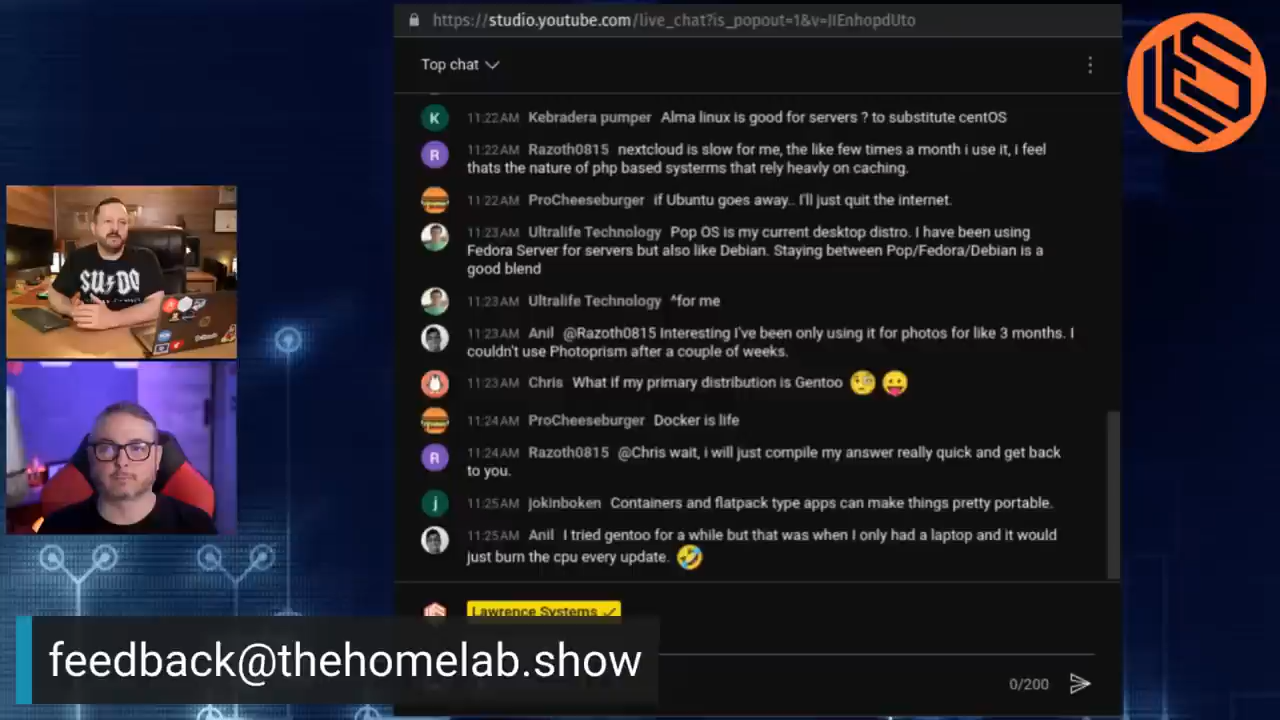 https://studio.youtube.com/live_chat?is_popout=1&v=JIEnhopdUto
Top chat
K 11:22 AM Kebradera pumper Alma linux is good for servers ? to substitute centOS
R 11:22 AM Razoth0815 nextcloud is slow for me, the like few times a month i use it, i feel
thats the nature of php based systerms that rely heavly on caching.
11:22 AM ProCheeseburger if Ubuntu goes away.. I'll just quit the internet.
11:23 AM Ultralife Technology Pop OS is my current desktop distro. I have been using
Fedora Server for servers but also like Debian. Staying between Pop/Fedora/Debian is a
good blend
11:23 AM Ultralife Technology ^for me
11:23 AM Anil @Razoth0815 Interesting I've been only using it for photos for like 3 months. I
couldn't use Photoprism after a couple of weeks.
11:23 AM Chris What if my primary distribution is Gentoo 🧐😛
11:24 AM ProCheeseburger Docker is life
R 11:24 AM Razoth0815 @Chris wait, i will just compile my answer really quick and get back
to you.
j 11:25 AM Jokinboken Containers and flatpack type apps can make things pretty portable.
11:25 AM Anil I tried gentoo for a while but that was when I only had a laptop and it would
just burn the cpu every update. 🤣
Lawrence Systems
feedback@thehomelab.show
0/200
SUDO
LTS